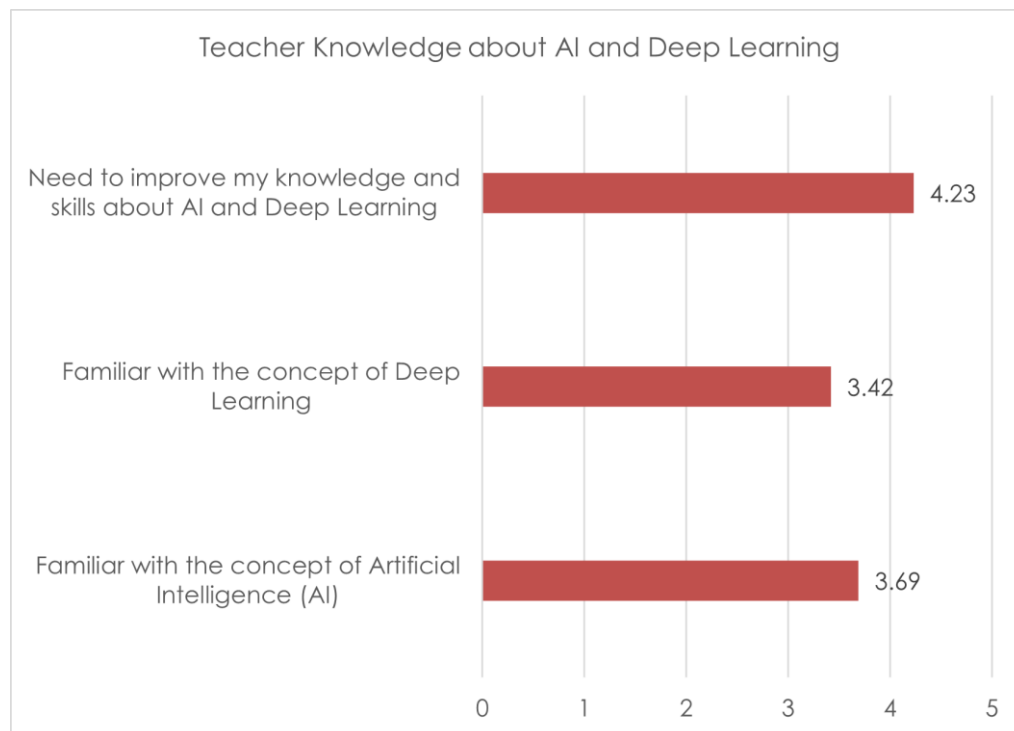 Teacher Knowledge about AI and Deep Learning
Need to improve my knowledge and
skills about AI and Deep Learning
4.23
Familiar with the concept of Deep
Learning
3.42
Familiar with the concept of Artificial
Intelligence (AI)
3.69
0 1 2 3 4 5